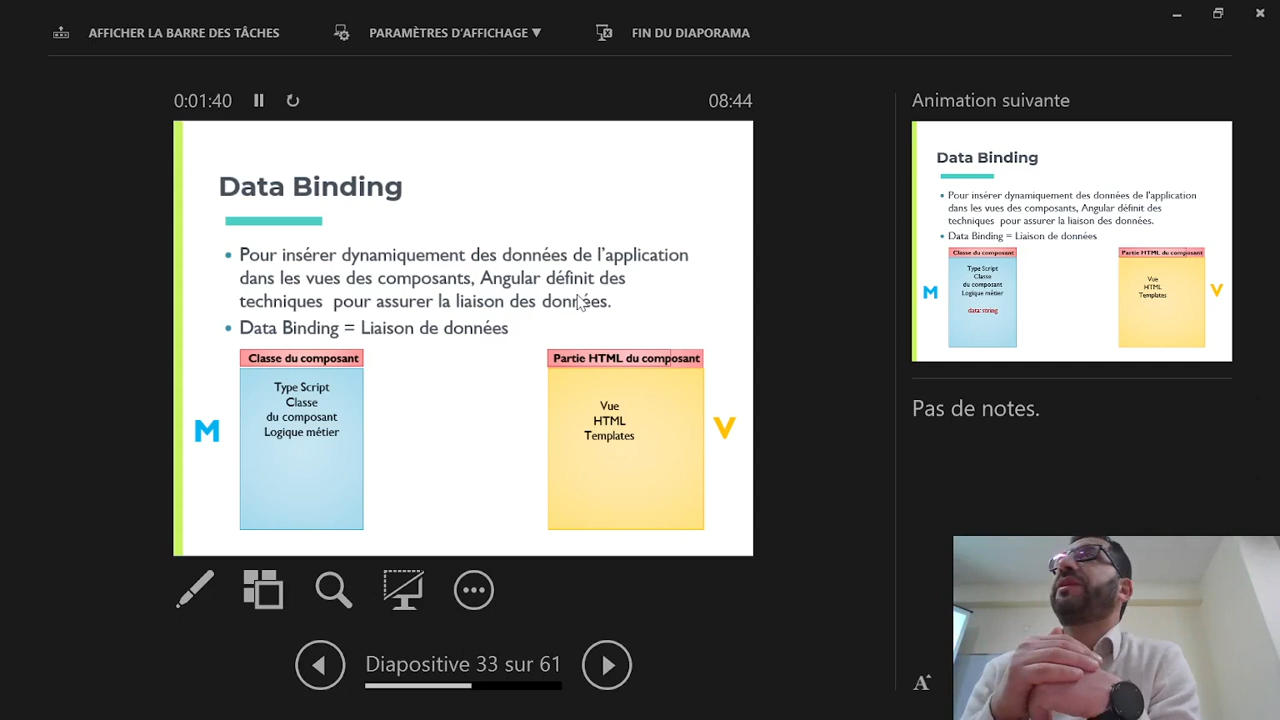 AFFICHER LA BARRE DES TÂCHES
PARAMÈTRES D'AFFICHAGE ▼
FIN DU DIAPORAMA
0:01:40
08:44
Data Binding
• Pour insérer dynamiquement des données de l'application
dans les vues des composants, Angular définit des
techniques pour assurer la liaison des données.
• Data Binding = Liaison de données
Classe du composant
Type Script
Classe
du composant
Logique métier
M
Partie HTML du composant
Vue
HTML
Templates
V
Diapositive 33 sur 61
Animation suivante
Data Binding
• Pour insérer dynamiquement des données de l'application
dans les vues des composants, Angular définit des
techniques pour assurer la liaison des données.
• Data Binding = Liaison de données
Classe du composant
Type Script
Classe
du composant
Logique métier
data: string
M
Partie HTML du composant
Vue
HTML
Templates
V
Pas de notes.
A